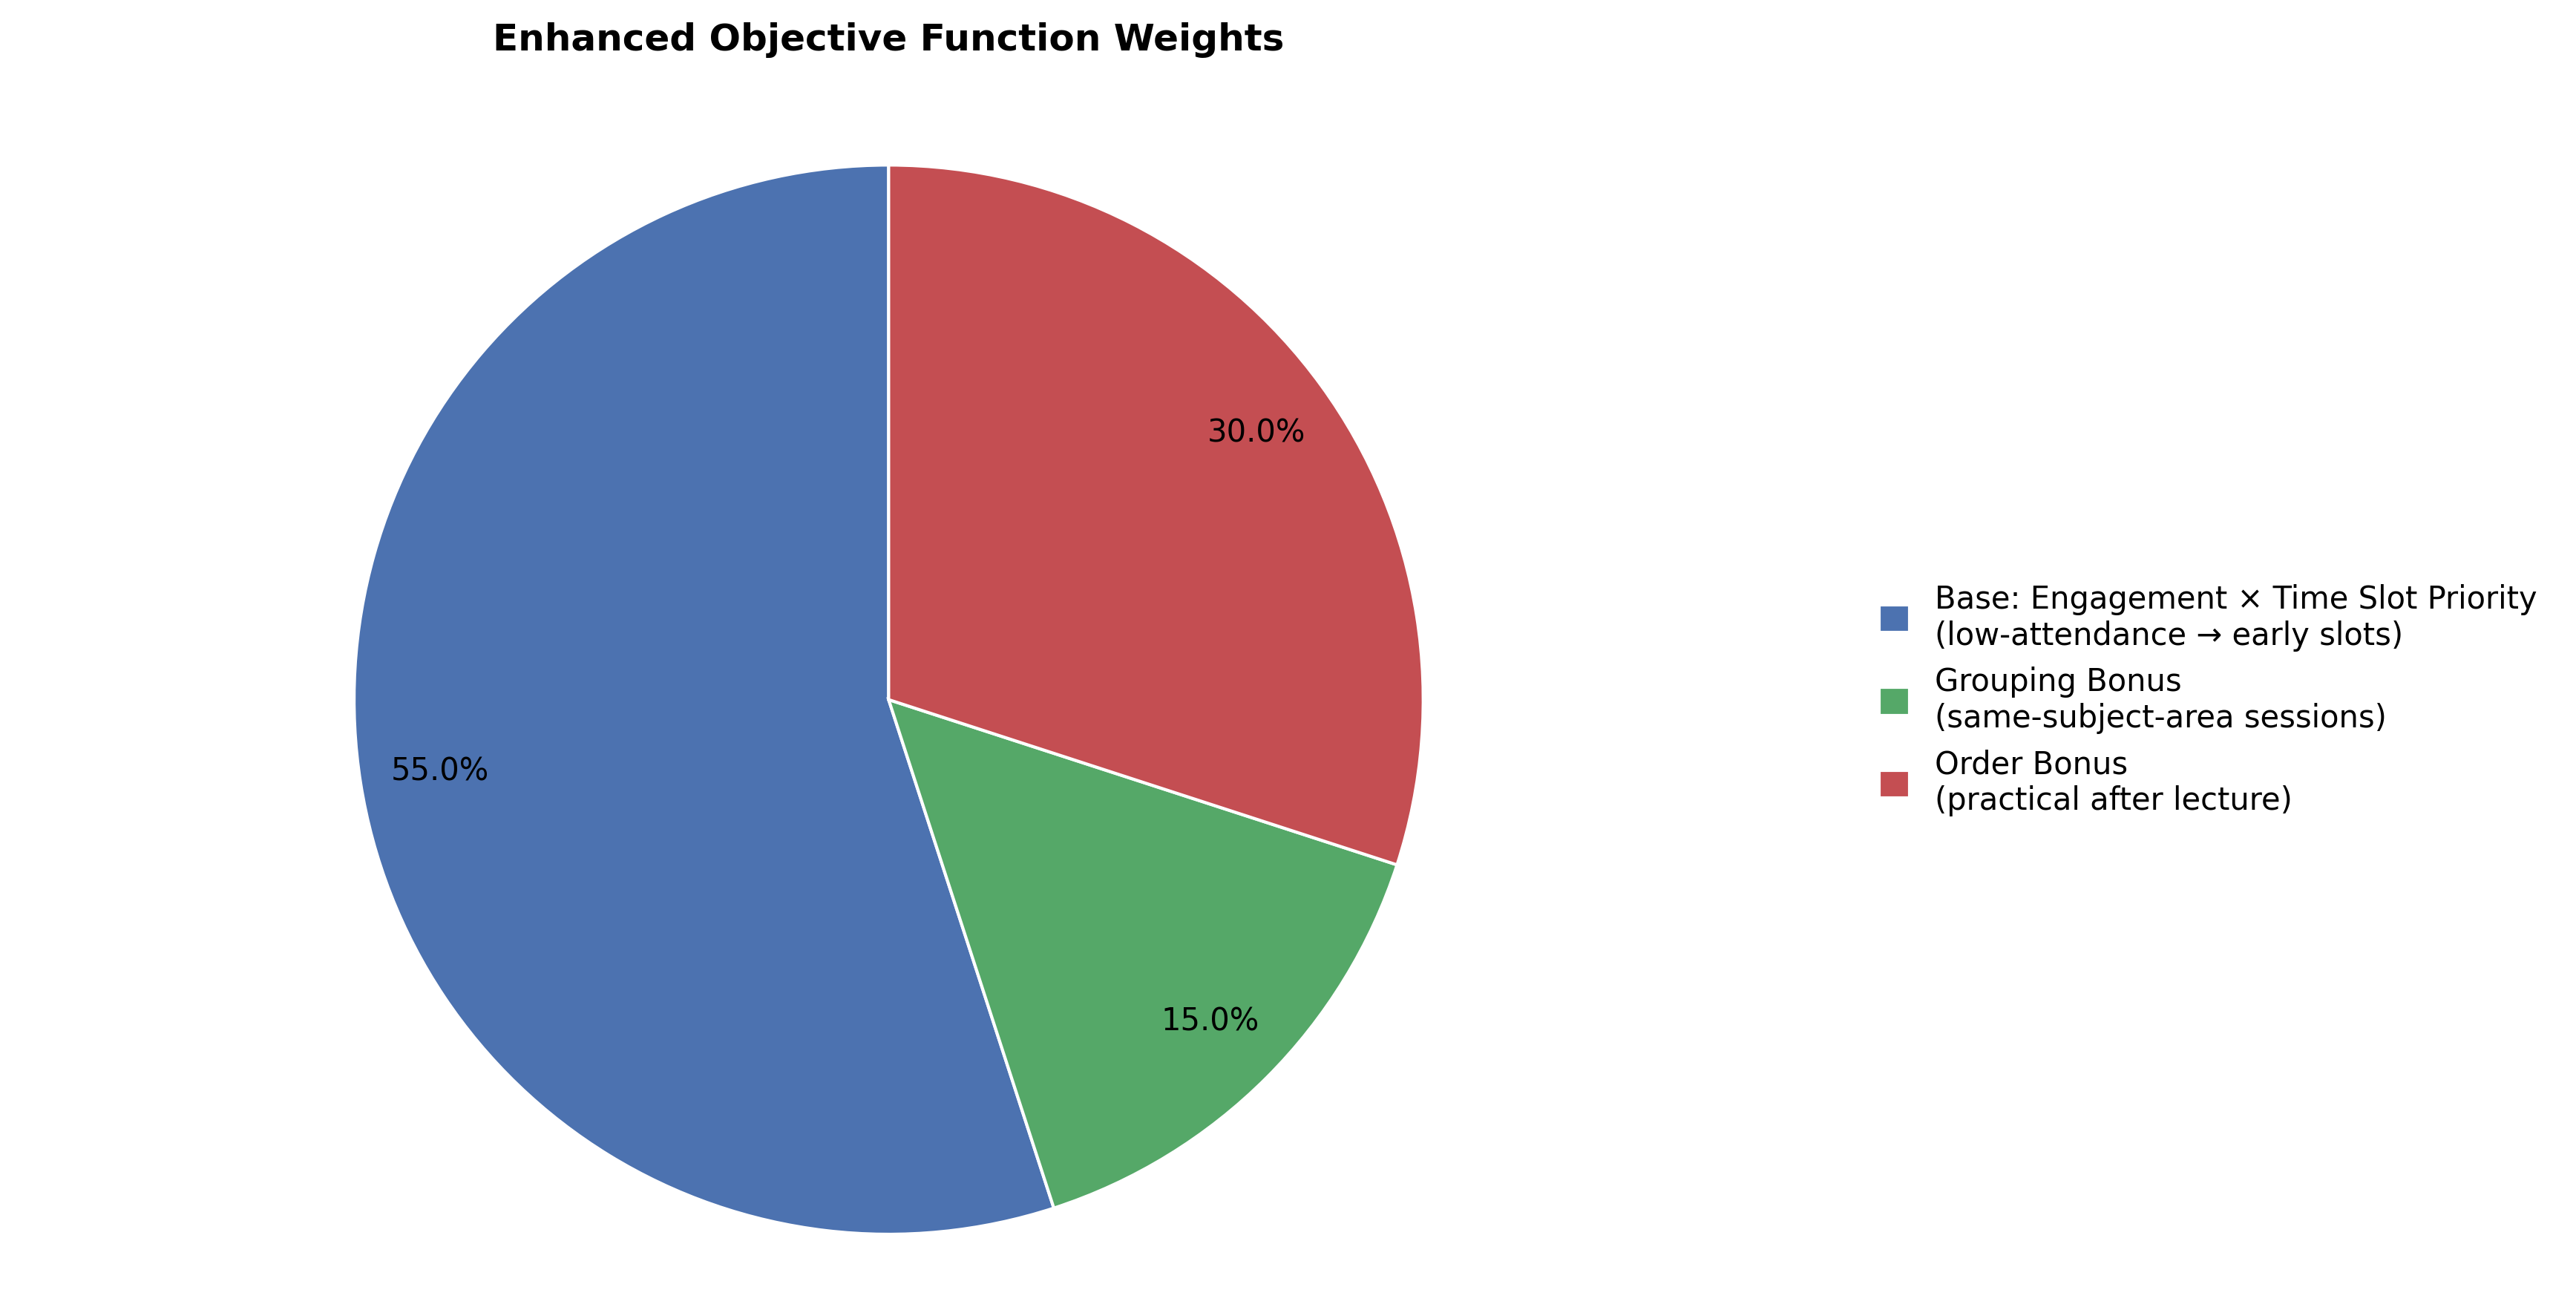 Enhanced Objective Function Weights
30.0%
55.0%
15.0%
Base: Engagement × Time Slot Priority
(low-attendance → early slots)
Grouping Bonus
(same-subject-area sessions)
Order Bonus
(practical after lecture)